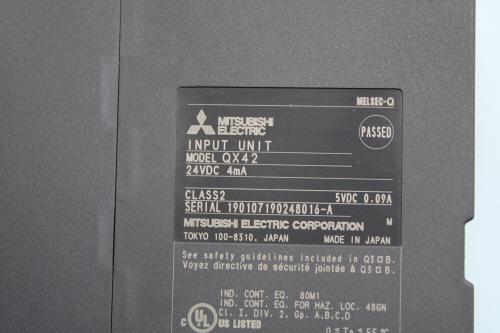 MELSEC-Q
MITSUBISHI
ELECTRIC
PASSED
INPUT UNIT
MODEL QX42
24VDC 4mA
CLASS2 5VDC 0.09A
SERIAL 190107190248016-A
MITSUBISHI ELECTRIC CORPORATION M
TOKYO 100-8310, JAPAN MADE IN JAPAN
See safety guidelines included in Q3□B.
Voyez directive de sécurité jointée à Q3□B.
IND. CONT. EQ. 80M1
IND. CONT. EQ. FOR HAZ. LOC. 48GN
Cl. I, DIV. 2, Gp. A,B,C,D
C UL US LISTED